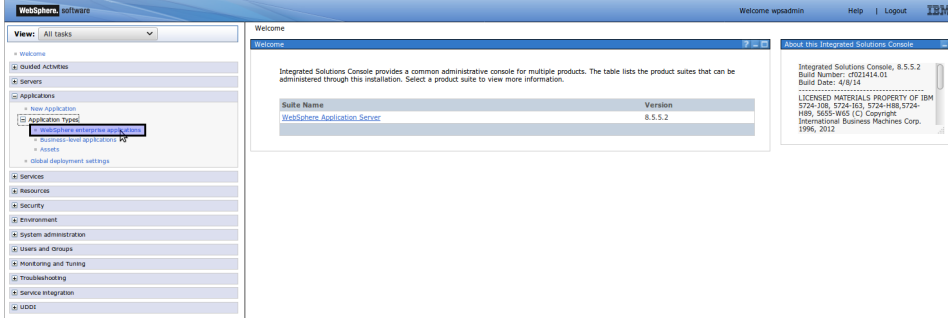 WebSphere. software
Welcome wpsadmin
Help | Logout
IBM
View: All tasks
Welcome
Guided Activities
Servers
Applications
New Application
Application Types
WebSphere enterprise applications
Business-level applications
Assets
Global deployment settings
Services
Resources
Security
Environment
System administration
Users and Groups
Monitoring and Tuning
Troubleshooting
Service integration
UDDI
Welcome
Welcome
Integrated Solutions Console provides a common administrative console for multiple products. The table lists the product suites that can be
administered through this installation. Select a product suite to view more information.
Suite Name Version
WebSphere Application Server 8.5.5.2
About this Integrated Solutions Console
Integrated Solutions Console, 8.5.5.2
Build Number: cf021414.01
Build Date: 4/8/14
----------------------------------
LICENSED MATERIALS PROPERTY OF IBM
5724-J08, 5724-I63, 5724-H88,5724-
H89, 5655-W65 (C) Copyright
International Business Machines Corp.
1996, 2012